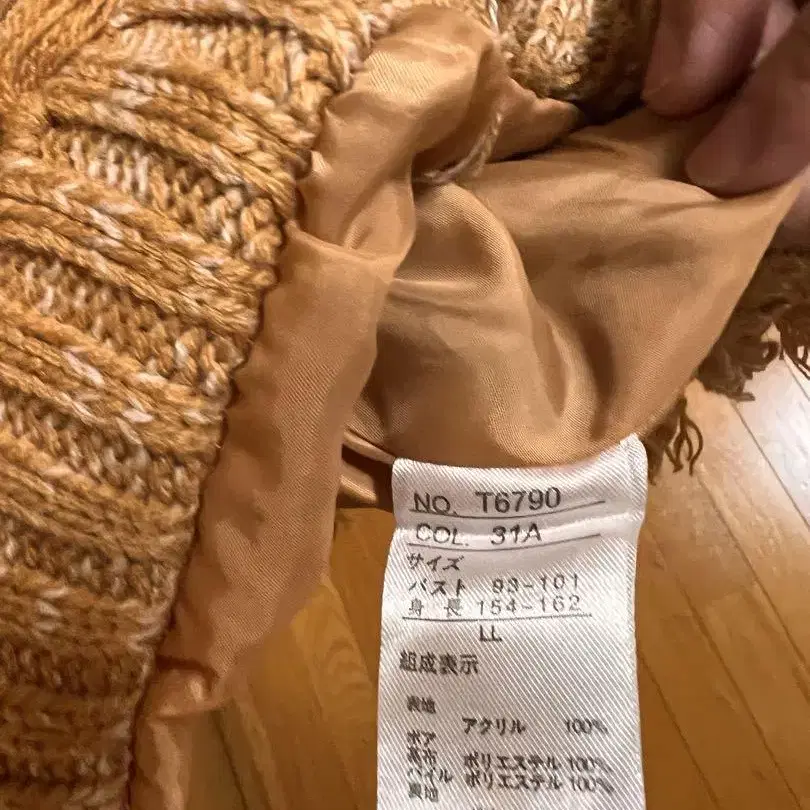 NO. T6790
COL. 31A
サイズ
バスト 93-101
身 長 154-162
LL
組成表示
表地
アクリル 100%
ボア
基布 ポリエステル 100%
パイル ポリエステル 100%
裏地